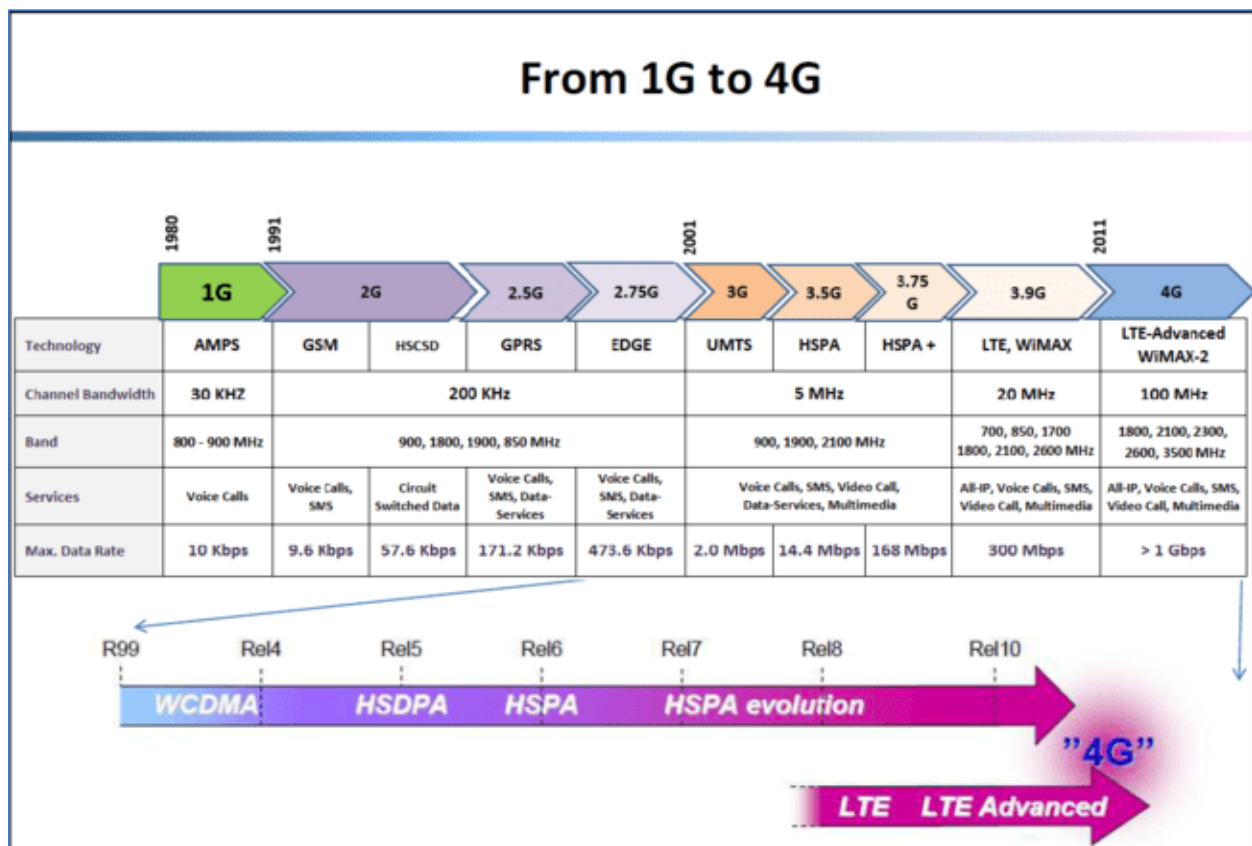 From 1G to 4G
1980
1991
2001
2011
1G
2G
2.5G
2.75G
3G
3.5G
3.75
G
3.9G
4G
Technology
AMPS
GSM
HSCSD
GPRS
EDGE
UMTS
HSPA
HSPA +
LTE, WiMAX
LTE-Advanced
WiMAX-2
Channel Bandwidth
30 KHZ
200 KHz
5 MHz
20 MHz
100 MHz
Band
800 - 900 MHz
900, 1800, 1900, 850 MHz
900, 1900, 2100 MHz
700, 850, 1700
1800, 2100, 2600 MHz
1800, 2100, 2300,
2600, 3500 MHz
Services
Voice Calls
Voice Calls,
SMS
Circuit
Switched Data
Voice Calls,
SMS, Data-
Services
Voice Calls,
SMS, Data-
Services
Voice Calls, SMS, Video Call,
Data-Services, Multimedia
All-IP, Voice Calls, SMS,
Video Call, Multimedia
All-IP, Voice Calls, SMS,
Video Call, Multimedia
Max. Data Rate
10 Kbps
9.6 Kbps
57.6 Kbps
171.2 Kbps
473.6 Kbps
2.0 Mbps
14.4 Mbps
168 Mbps
300 Mbps
> 1 Gbps
R99
Rel4
Rel5
Rel6
Rel7
Rel8
Rel10
WCDMA
HSDPA
HSPA
HSPA evolution
"4G"
LTE
LTE Advanced